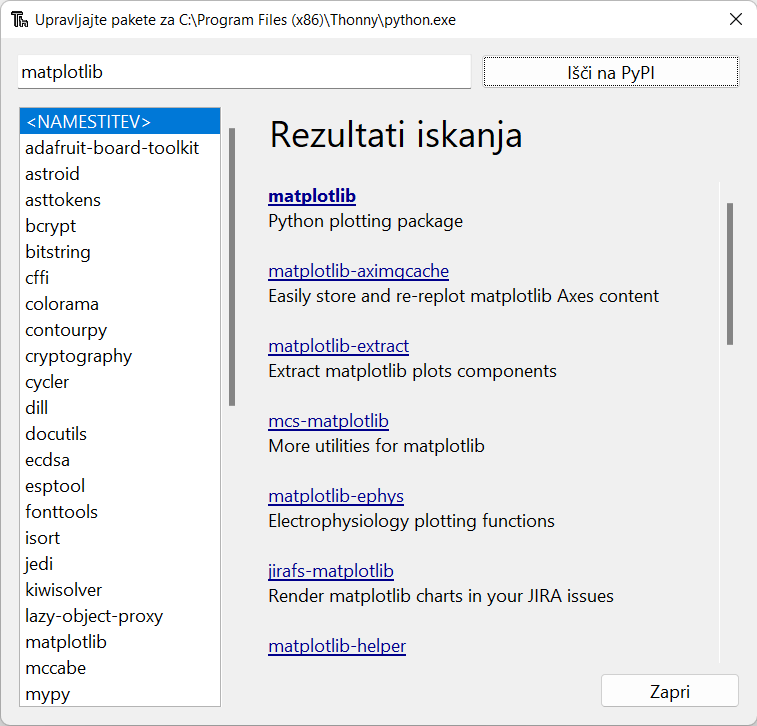 Upravljajte pakete za C:\Program Files (x86)\Thonny\python.exe
matplotlib
Išči na PyPI
<NAMESTITEV>
adafruit-board-toolkit
astroid
asttokens
bcrypt
bitstring
cffi
colorama
contourpy
cryptography
cycler
dill
docutils
ecdsa
esptool
fonttools
isort
jedi
kiwisolver
lazy-object-proxy
matplotlib
mccabe
mypy
Rezultati iskanja
matplotlib
Python plotting package
matplotlib-aximgcache
Easily store and re-replot matplotlib Axes content
matplotlib-extract
Extract matplotlib plots components
mcs-matplotlib
More utilities for matplotlib
matplotlib-ephys
Electrophysiology plotting functions
jirafs-matplotlib
Render matplotlib charts in your JIRA issues
matplotlib-helper
Zapri